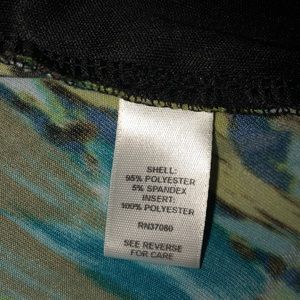 SHELL:
95% POLYESTER
5% SPANDEX
INSERT:
100% POLYESTER
RN37080
SEE REVERSE
FOR CARE